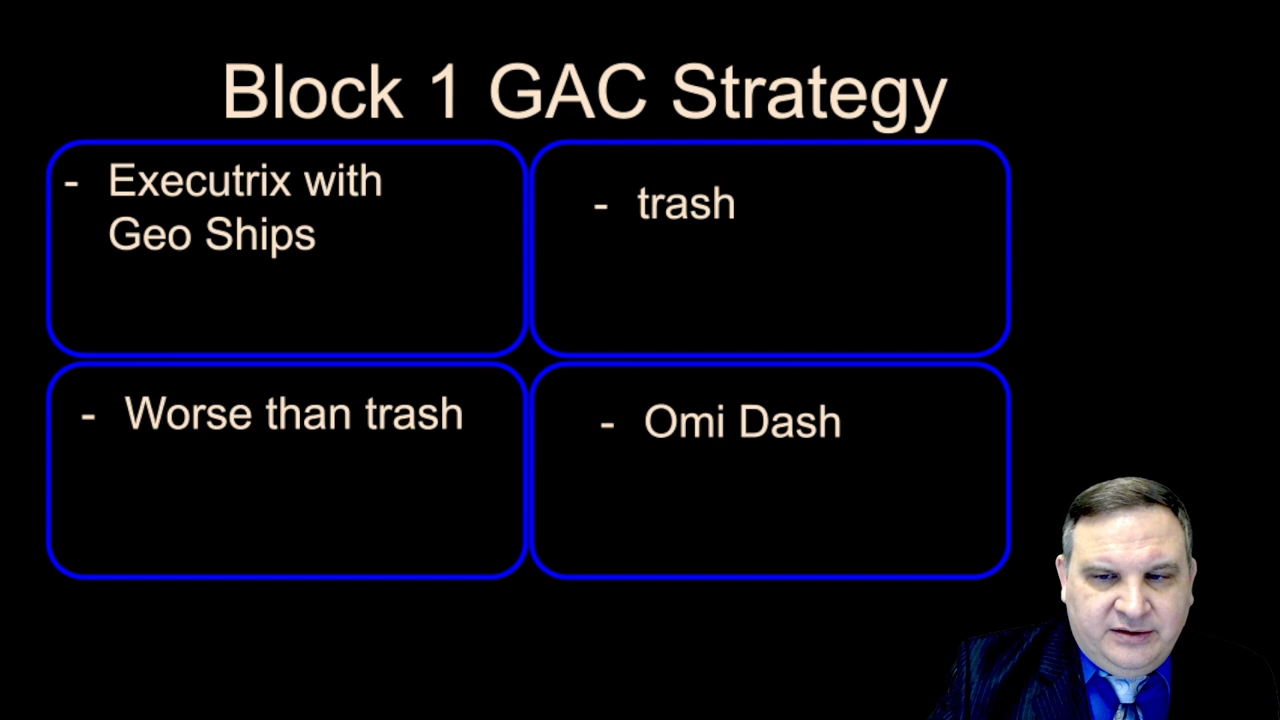 Block 1 GAC Strategy
- Executrix with
Geo Ships
- trash
- Worse than trash
- Omi Dash